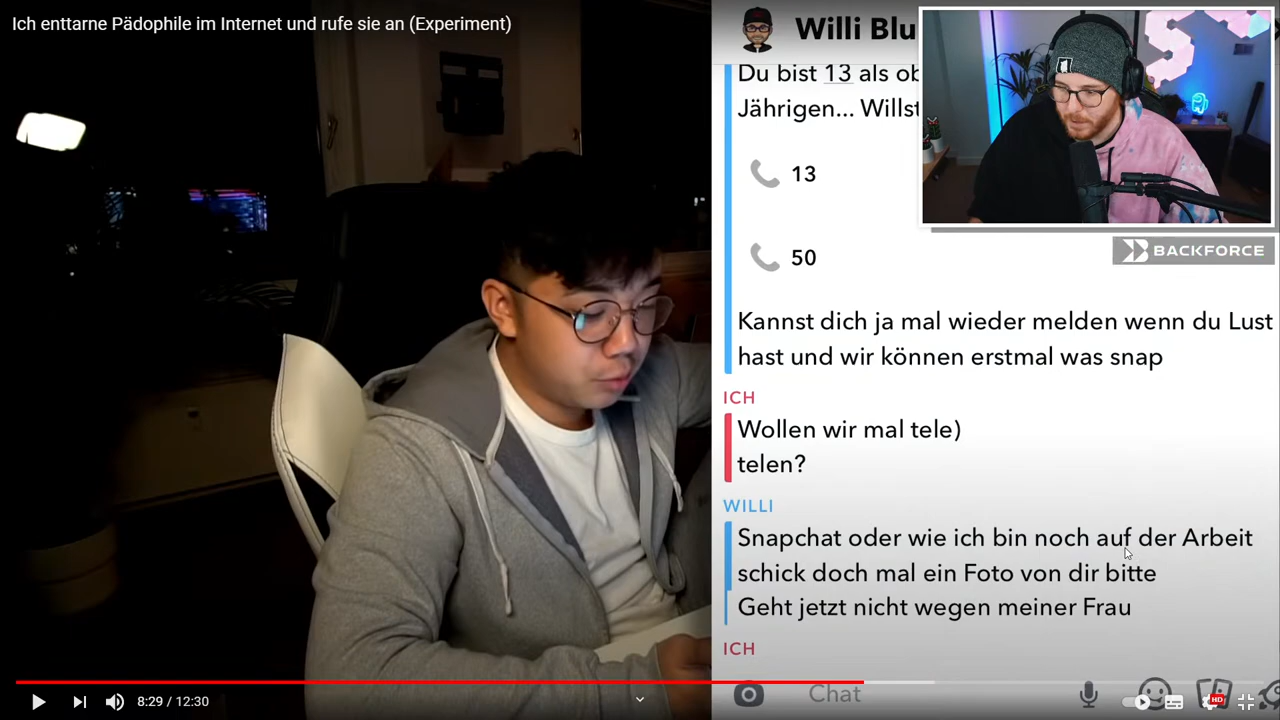 Ich enttarne Pädophile im Internet und rufe sie an (Experiment)
Willi Blu
Du bist 13 als ob
Jährigen... Willst
13
50
BACKFORCE
Kannst dich ja mal wieder melden wenn du Lust
hast und wir können erstmal was snap
ICH
Wollen wir mal tele)
telen?
WILLI
Snapchat oder wie ich bin noch auf der Arbeit
schick doch mal ein Foto von dir bitte
Geht jetzt nicht wegen meiner Frau
ICH
Chat
8:29 / 12:30
HD